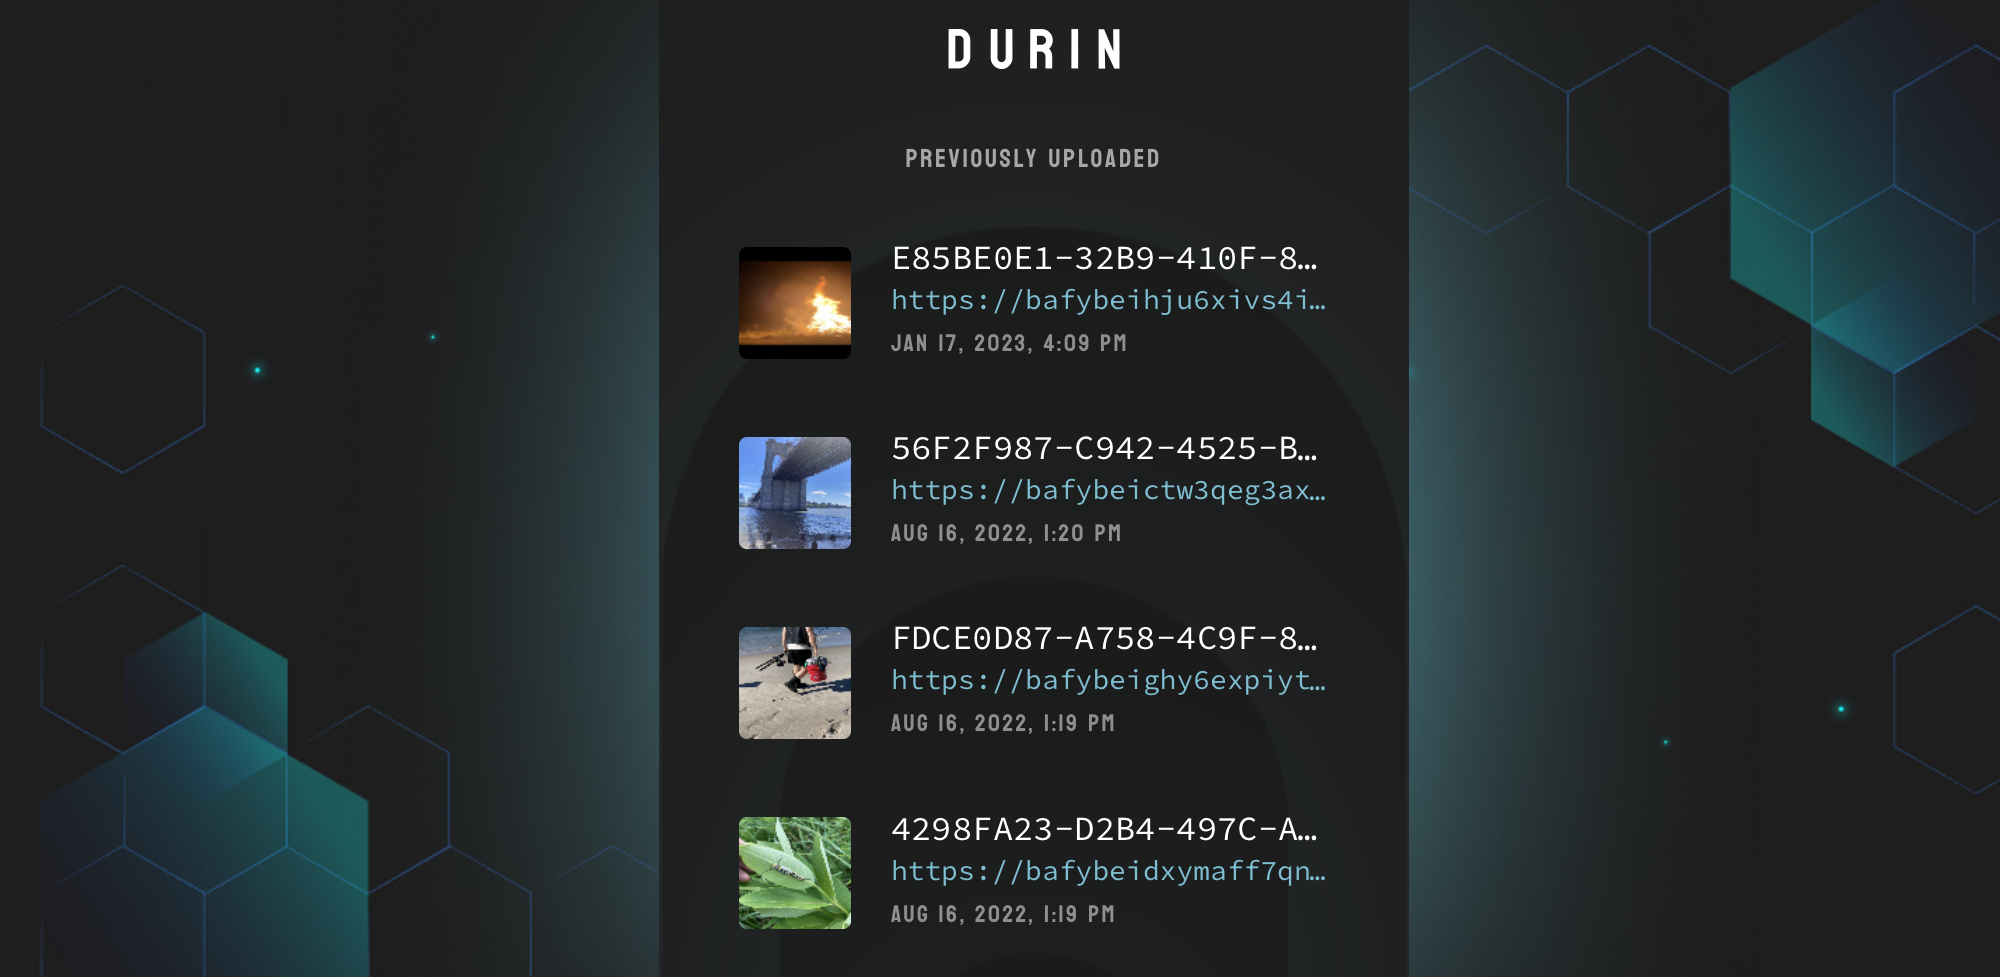 DURIN
PREVIOUSLY UPLOADED
E85BE0E1-32B9-410F-8…
https://bafybeihju6xivs4i…
JAN 17, 2023, 4:09 PM
56F2F987-C942-4525-B…
https://bafybeictw3qeg3ax…
AUG 16, 2022, 1:20 PM
FDCE0D87-A758-4C9F-8…
https://bafybeighy6expiyt…
AUG 16, 2022, 1:19 PM
4298FA23-D2B4-497C-A…
https://bafybeidxymaff7qn…
AUG 16, 2022, 1:19 PM